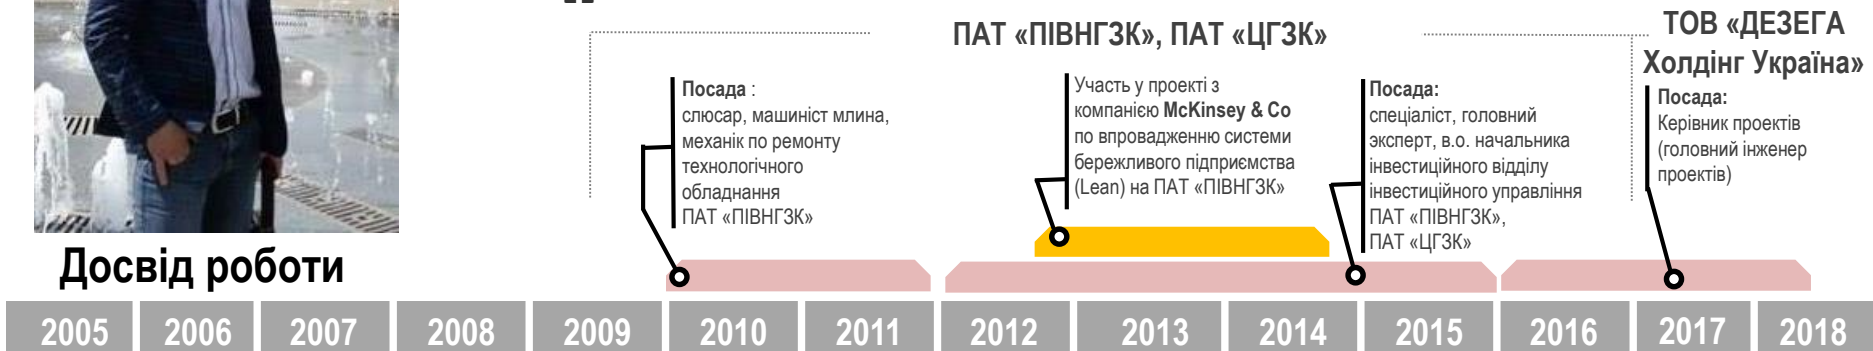 ПАТ «ПІВНГЗК», ПАТ «ЦГЗК»
ТОВ «ДЕЗЕГА
Холдінг Україна»
Посада :
слюсар, машиніст млина,
механік по ремонту
технологічного
обладнання
ПАТ «ПІВНГЗК»
Участь у проекті з
компанією McKinsey & Co
по впровадженню системи
бережливого підприємства
(Lean) на ПАТ «ПІВНГЗК»
Посада:
спеціаліст, головний
эксперт, в.о. начальника
інвестиційного відділу
інвестиційного управління
ПАТ «ПІВНГЗК»,
ПАТ «ЦГЗК»
Посада:
Керівник проектів
(головний інженер
проектів)
Досвід роботи
2005 2006 2007 2008 2009 2010 2011 2012 2013 2014 2015 2016 2017 2018